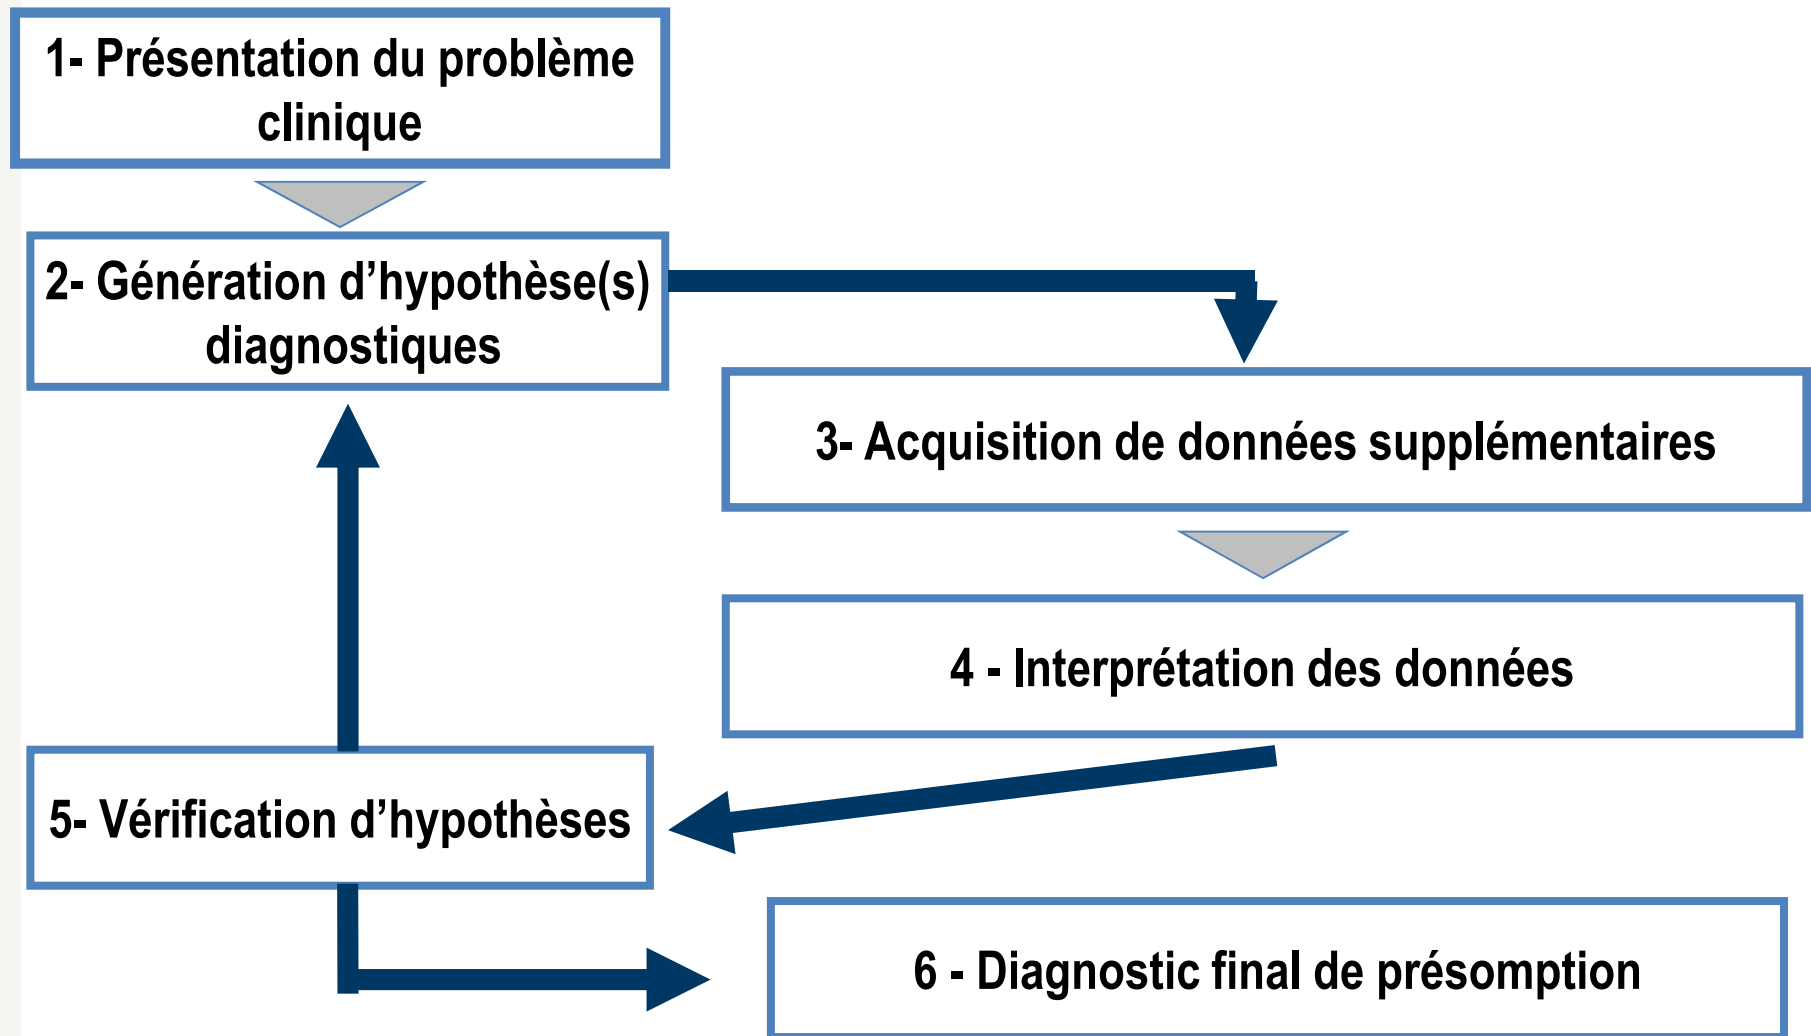 1- Présentation du problème
clinique
2- Génération d’hypothèse(s)
diagnostiques
3- Acquisition de données supplémentaires
4 - Interprétation des données
5- Vérification d’hypothèses
6 - Diagnostic final de présomption